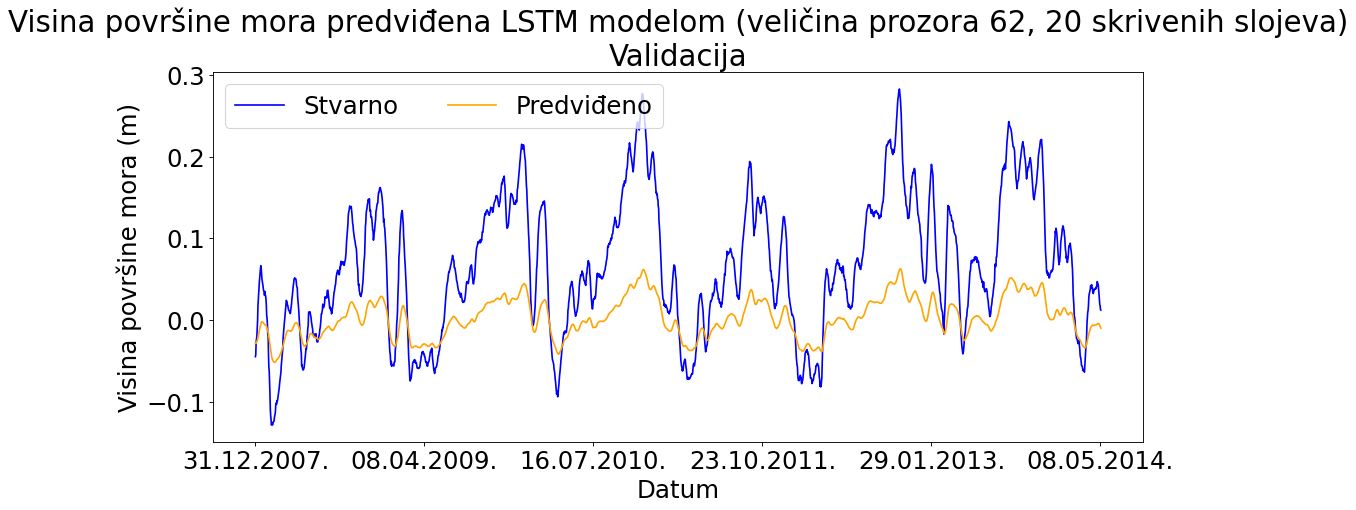 Visina površine mora predviđena LSTM modelom (veličina prozora 62, 20 skrivenih slojeva)
Validacija
Stvarno Predviđeno
Visina površine mora (m)
0.3
0.2
0.1
0.0
−0.1
31.12.2007. 08.04.2009. 16.07.2010. 23.10.2011. 29.01.2013. 08.05.2014.
Datum